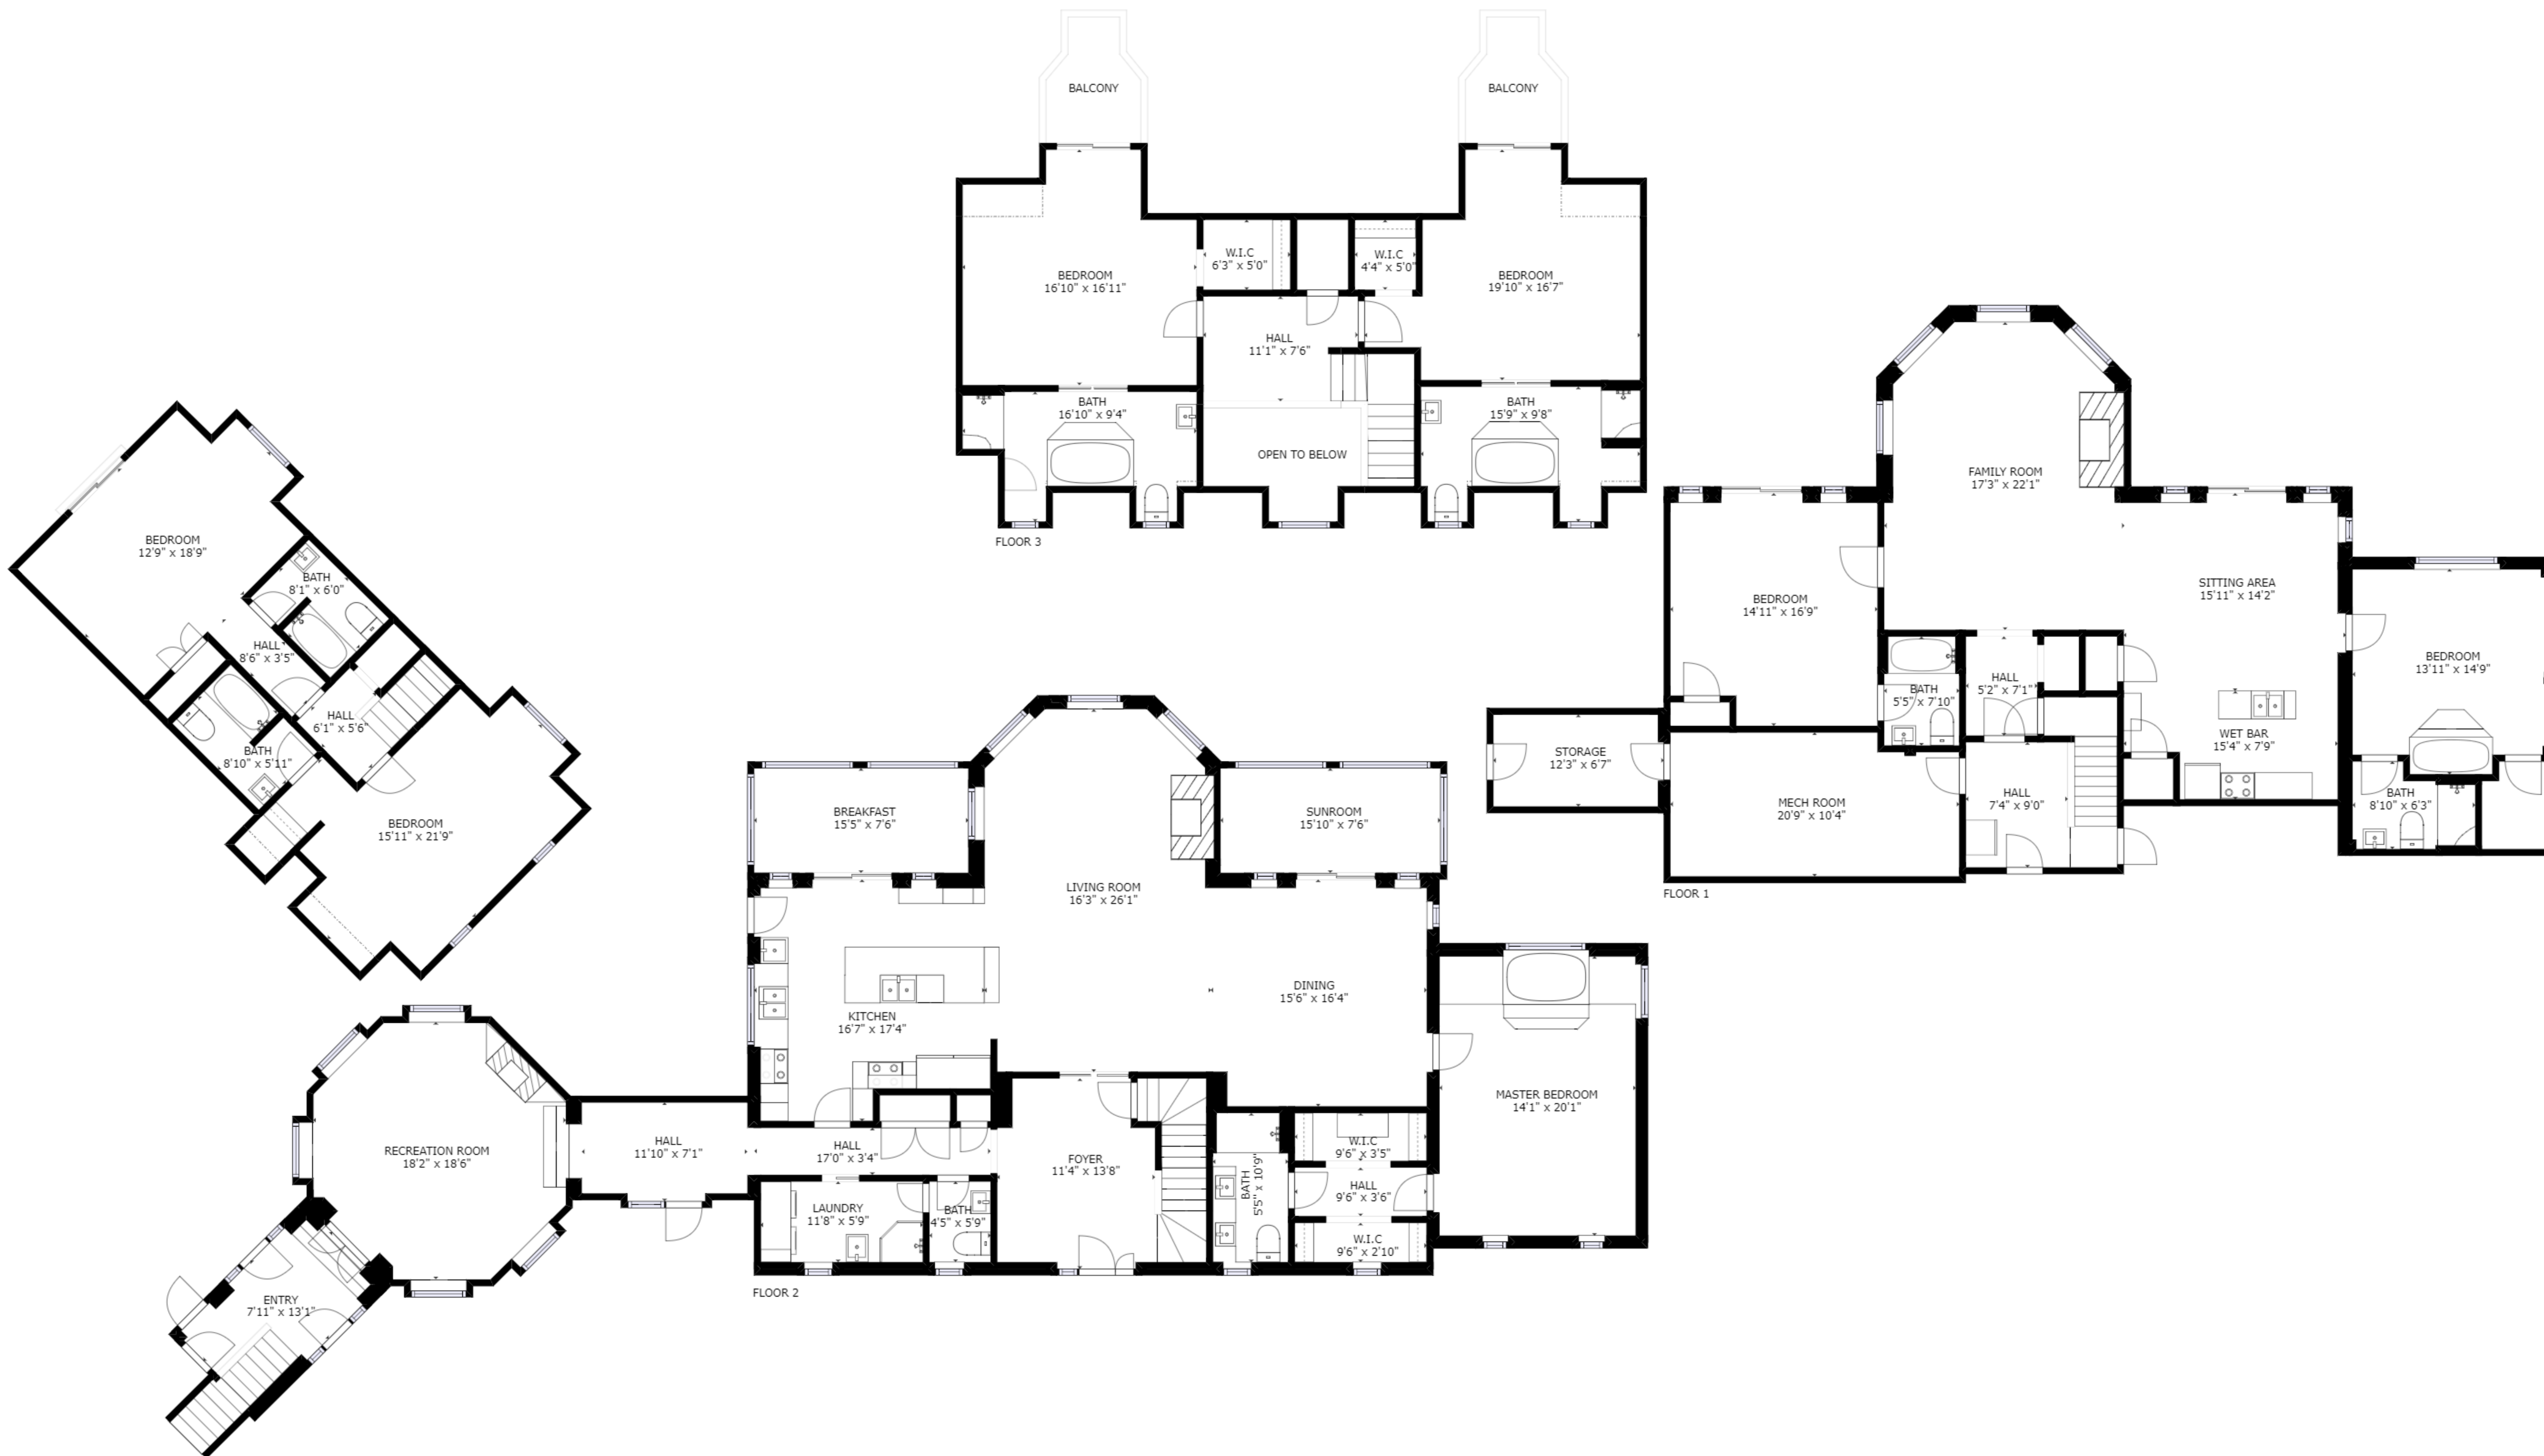 BALCONY
BALCONY
BEDROOM
16'10" x 16'11"
W.I.C
6'3" x 5'0"
W.I.C
4'4" x 5'0"
BEDROOM
19'10" x 16'7"
HALL
11'1" x 7'6"
BATH
16'10" x 9'4"
BATH
15'9" x 9'8"
OPEN TO BELOW
FLOOR 3
BEDROOM
12'9" x 18'9"
BATH
8'1" x 6'0"
HALL
8'6" x 3'5"
HALL
6'1" x 5'6"
BATH
8'10" x 5'11"
BEDROOM
15'11" x 21'9"
FAMILY ROOM
17'3" x 22'1"
BEDROOM
14'11" x 16'9"
SITTING AREA
15'11" x 14'2"
BEDROOM
13'11" x 14'9"
HALL
5'2" x 7'1"
BATH
5'5" x 7'10"
WET BAR
15'4" x 7'9"
STORAGE
12'3" x 6'7"
MECH ROOM
20'9" x 10'4"
HALL
7'4" x 9'0"
BATH
8'10" x 6'3"
FLOOR 1
BREAKFAST
15'5" x 7'6"
SUNROOM
15'10" x 7'6"
LIVING ROOM
16'3" x 26'1"
DINING
15'6" x 16'4"
KITCHEN
16'7" x 17'4"
MASTER BEDROOM
14'1" x 20'1"
RECREATION ROOM
18'2" x 18'6"
HALL
11'10" x 7'1"
HALL
17'0" x 3'4"
FOYER
11'4" x 13'8"
W.I.C
9'6" x 3'5"
BATH
5'5" x 10'9"
HALL
9'6" x 3'6"
LAUNDRY
11'8" x 5'9"
BATH
4'5" x 5'9"
W.I.C
9'6" x 2'10"
ENTRY
7'11" x 13'1"
FLOOR 2